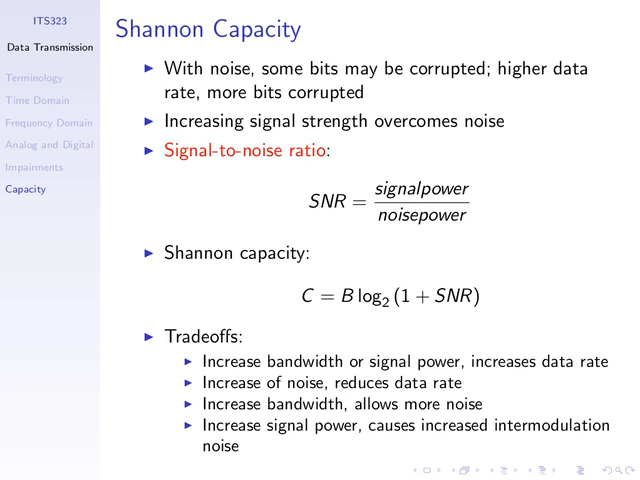 ITS323
Data Transmission
Terminology
Time Domain
Frequency Domain
Analog and Digital
Impairments
Capacity
Shannon Capacity
With noise, some bits may be corrupted; higher data
rate, more bits corrupted
Increasing signal strength overcomes noise
Signal-to-noise ratio:
SNR = signalpower / noisepower
Shannon capacity:
C = B log₂ (1 + SNR)
Tradeoffs:
Increase bandwidth or signal power, increases data rate
Increase of noise, reduces data rate
Increase bandwidth, allows more noise
Increase signal power, causes increased intermodulation
noise